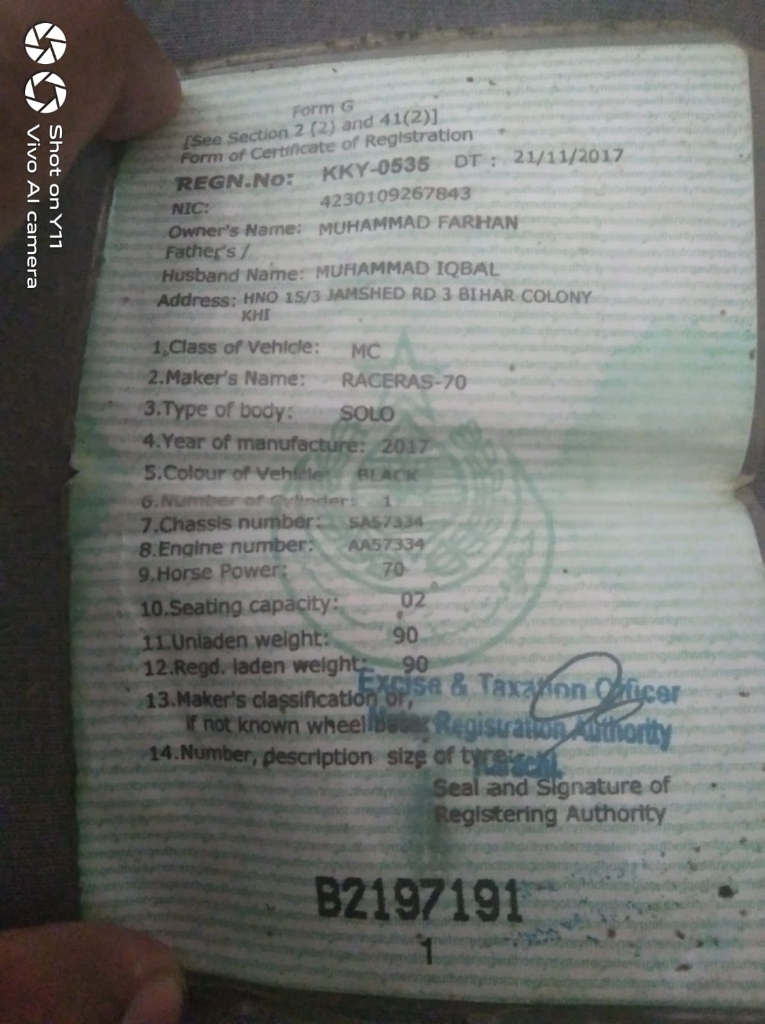 Form G
[See Section 2 (2) and 41(2)]
Form of Certificate of Registration
REGN.No: KKY-0535 DT : 21/11/2017
NIC: 4230109267843
Owner's Name: MUHAMMAD FARHAN
Father's /
Husband Name: MUHAMMAD IQBAL
Address: HNO 15/3 JAMSHED RD 3 BIHAR COLONY
KHI
1.Class of Vehicle: MC
2.Maker's Name: RACERAS-70
3.Type of body: SOLO
4.Year of manufacture: 2017
5.Colour of Vehicle: BLACK
6.Number of Cylinder: 1
7.Chassis number: SA57334
8.Engine number: AA57334
9.Horse Power: 70
10.Seating capacity: 02
11.Unladen weight: 90
12.Regd. laden weight: 90
Excise & Taxation Officer
13.Maker's classification or,
if not known wheel
Motor Registration Authority
14.Number, description size of tyre:
Karachi.
Seal and Signature of
Registering Authority
B2197191
1
Shot on Y11
Vivo AI camera